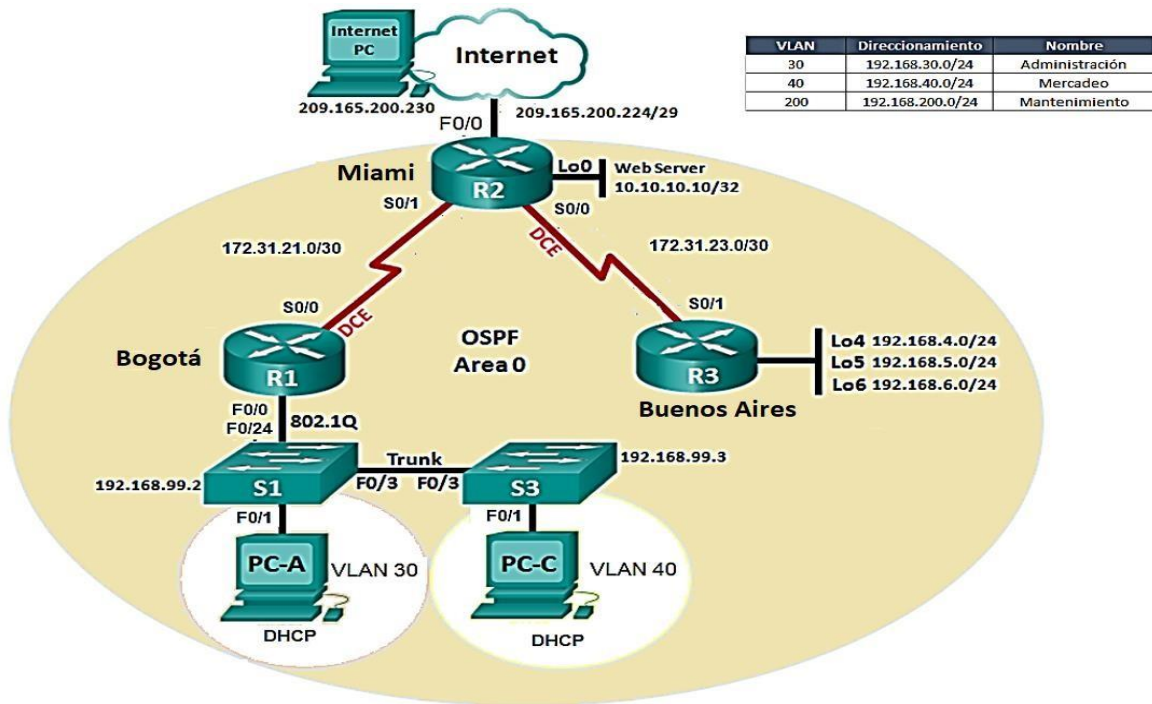 Internet
PC
Internet
209.165.200.230
209.165.200.224/29
F0/0
VLAN Direccionamiento Nombre
30 192.168.30.0/24 Administración
40 192.168.40.0/24 Mercadeo
200 192.168.200.0/24 Mantenimiento
Miami
R2
Lo0
Web Server
10.10.10.10/32
S0/1
S0/0
DCE
172.31.21.0/30
172.31.23.0/30
S0/0
DCE
S0/1
Bogotá
R1
OSPF
Area 0
R3
Buenos Aires
Lo4 192.168.4.0/24
Lo5 192.168.5.0/24
Lo6 192.168.6.0/24
F0/0
F0/24
802.1Q
192.168.99.2
S1
Trunk
F0/3 F0/3
S3
192.168.99.3
F0/1
F0/1
PC-A
VLAN 30
DHCP
PC-C
VLAN 40
DHCP